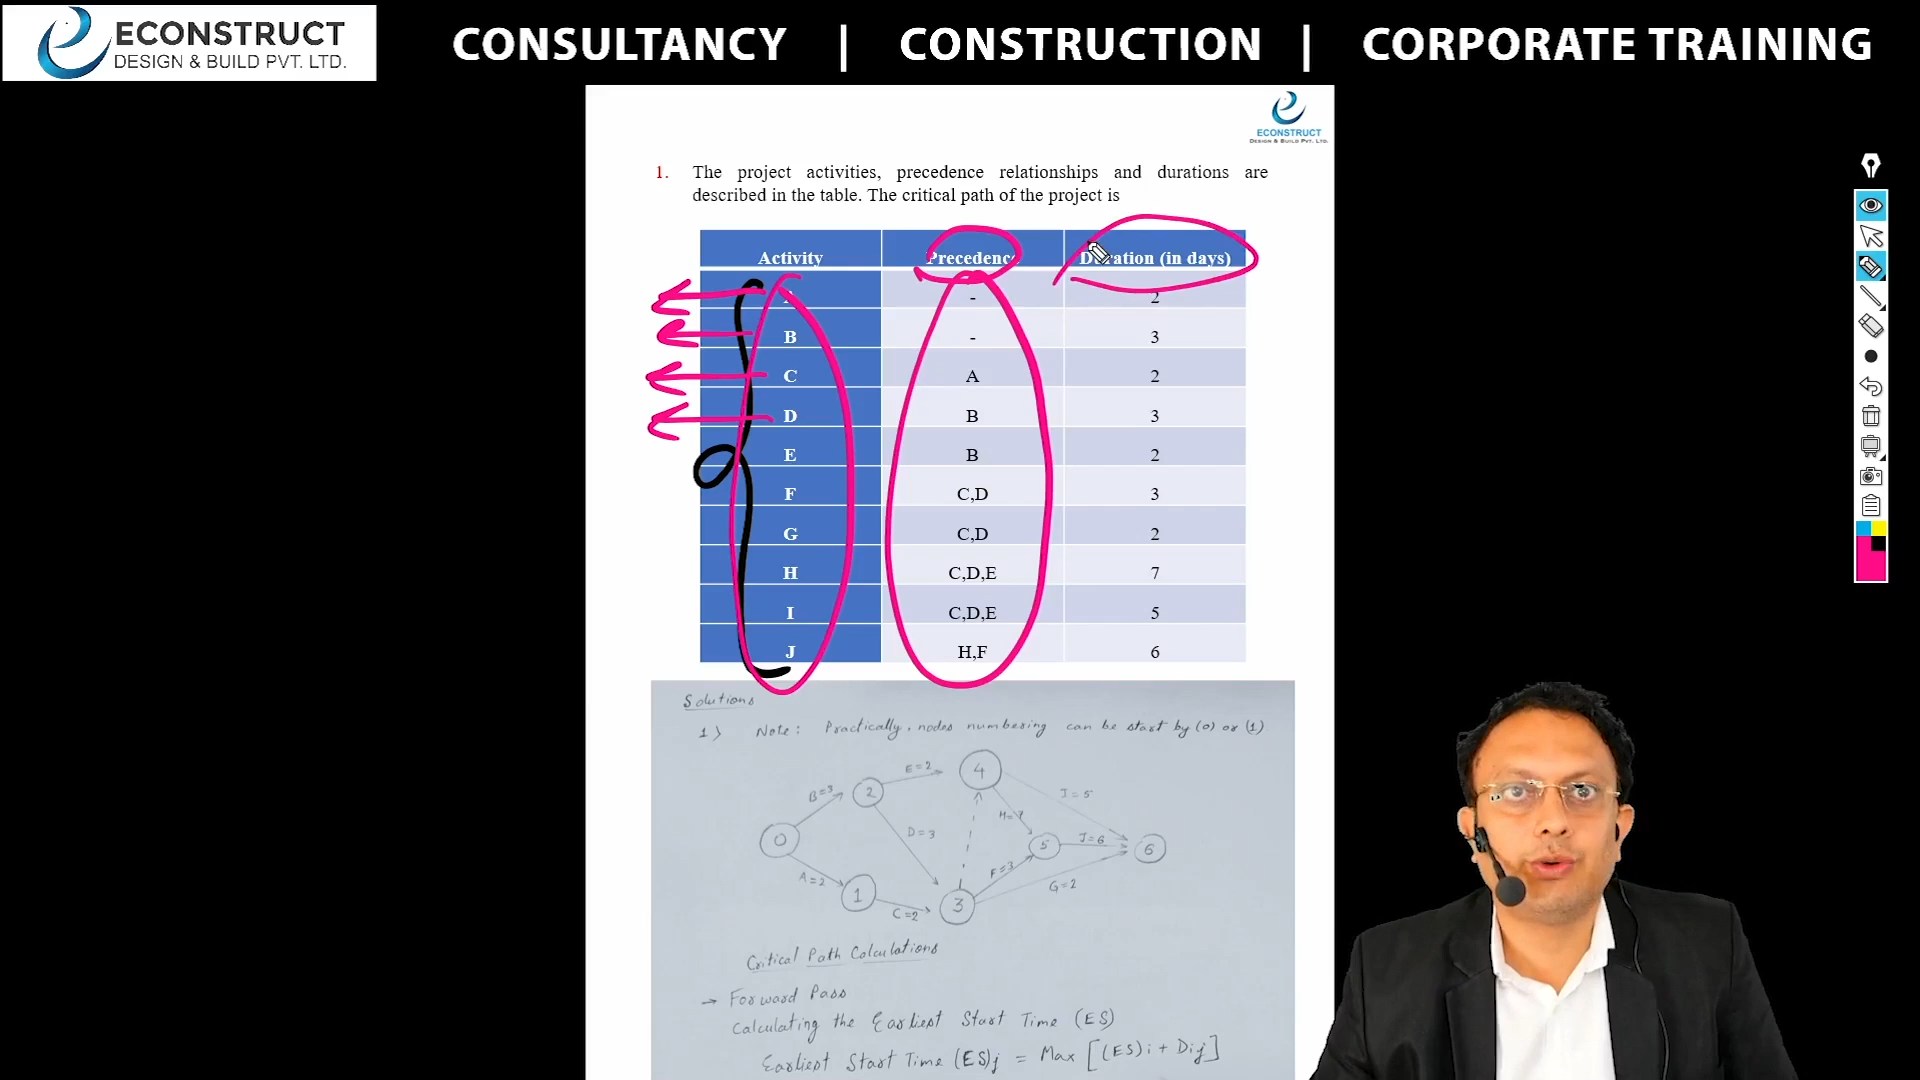 ECONSTRUCT
DESIGN & BUILD PVT. LTD.
CONSULTANCY | CONSTRUCTION | CORPORATE TRAINING
ECONSTRUCT
DESIGN & BUILD PVT. LTD.
1. The project activities, precedence relationships and durations are
described in the table. The critical path of the project is
Activity Precedence Duration (in days)
- 2
B - 3
C A 2
D B 3
E B 2
F C,D 3
G C,D 2
H C,D,E 7
I C,D,E 5
J H,F 6
Solutions
1) Note: Practically, nodes numbering can be start by (0) or (1)
E=2 4
B=3 2 I=5
D=3 H=7
0 5 J=6 6
A=2 F=3
1 G=2
C=2 3
Critical Path Calculations
→ Forward Pass
Calculating the Earliest Start Time (ES)
Earliest Start Time (ES)j = Max [(ES)i + Dij]